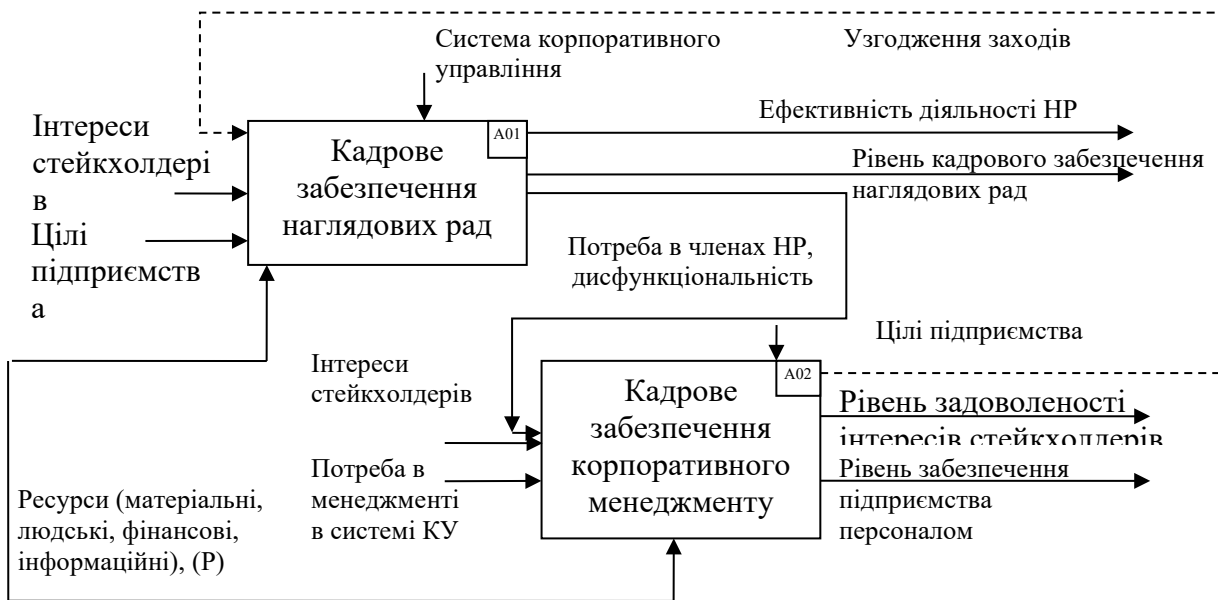 Система корпоративного
управління
Узгодження заходів
Інтереси
стейкхолдері
в
Цілі
підприємств
а
Кадрове
забезпечення
наглядових рад
А01
Ефективність діяльності НР
Рівень кадрового забезпечення
наглядових рад
Потреба в членах НР,
дисфункціональність
Цілі підприємства
Інтереси
стейкхолдерів
Потреба в
менеджменті
в системі КУ
Кадрове
забезпечення
корпоративного
менеджменту
А02
Рівень задоволеності
інтересів стейкхолдерів
Рівень забезпечення
підприємства
персоналом
Ресурси (матеріальні,
людські, фінансові,
інформаційні), (Р)